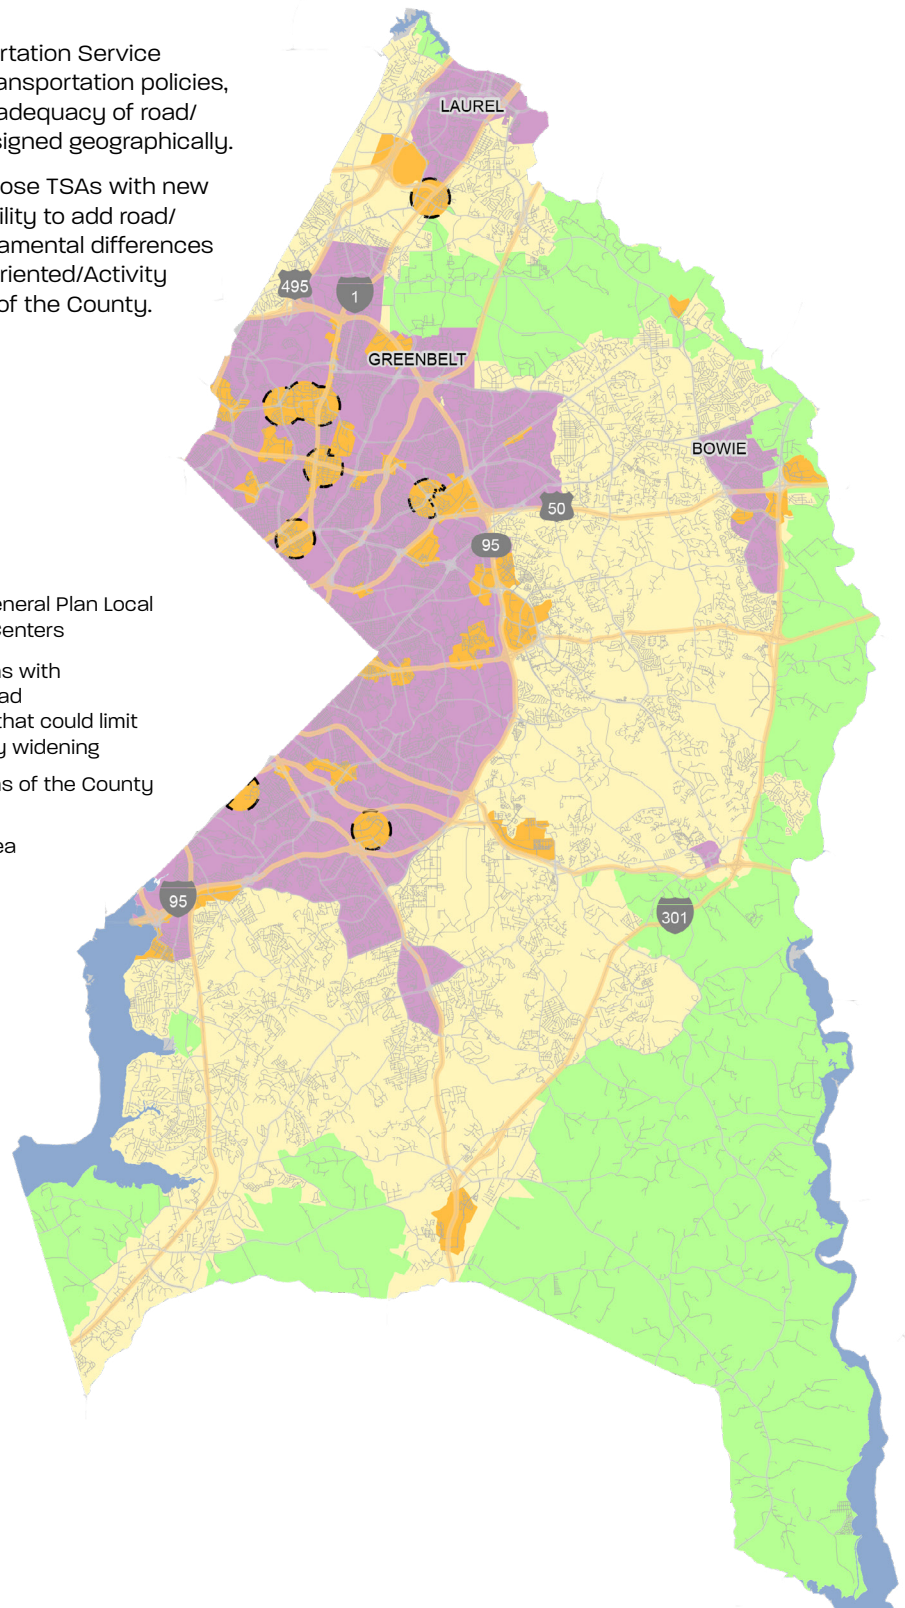 rtation Service
ansportation policies,
adequacy of road/
signed geographically.
ose TSAs with new
ility to add road/
amental differences
riented/Activity
of the County.
LAUREL
495
1
GREENBELT
BOWIE
50
95
eneral Plan Local
Centers
s with
ad
that could limit
y widening
s of the County
ea
95
301